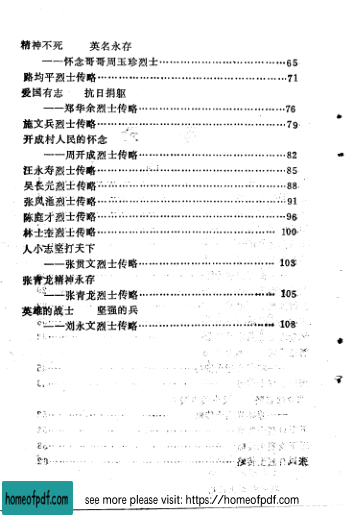 精神不死　　英名永存
——怀念哥哥周玉珍烈士……………………65
路均平烈士传略……………………………………71
爱国有志　　抗日捐躯
——郑华余烈士传略…………………………76
施文兵烈士传略……………………………………79
开成村人民的怀念
——周开成烈士传略…………………………82
汪永寿烈士传略……………………………………85
吴长元烈士传略……………………………………88
张凤淮烈士传略……………………………………91
陈庭才烈士传略……………………………………96
林士奎烈士传略……………………………………100
人小志坚打天下
——张贯文烈士传略…………………………103
张青龙精神永存
——张青龙烈士传略…………………………105
英雄的战士　　坚强的兵
——刘永文烈士传略…………………………108
homeofpdf.com
see more please visit: https://homeofpdf.com